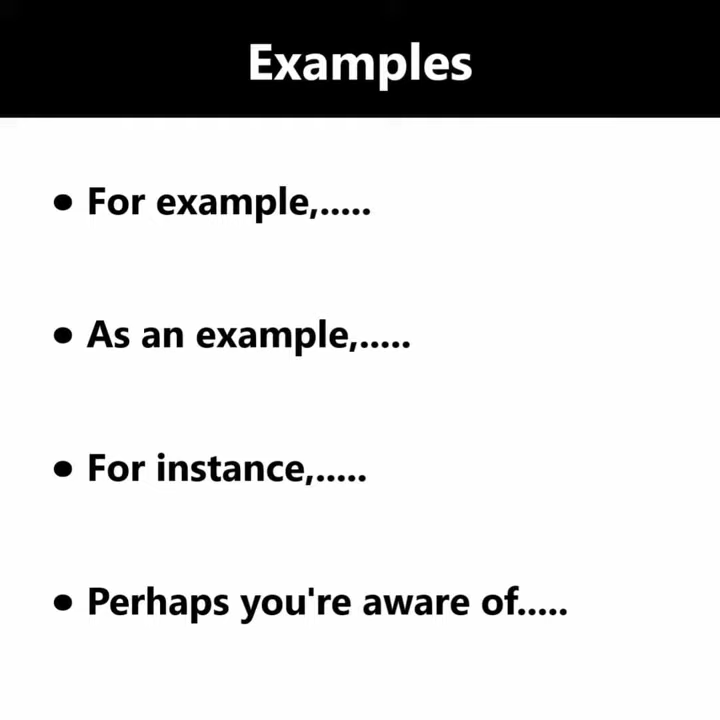 Examples
● For example,.....
● As an example,.....
● For instance,.....
● Perhaps you're aware of.....